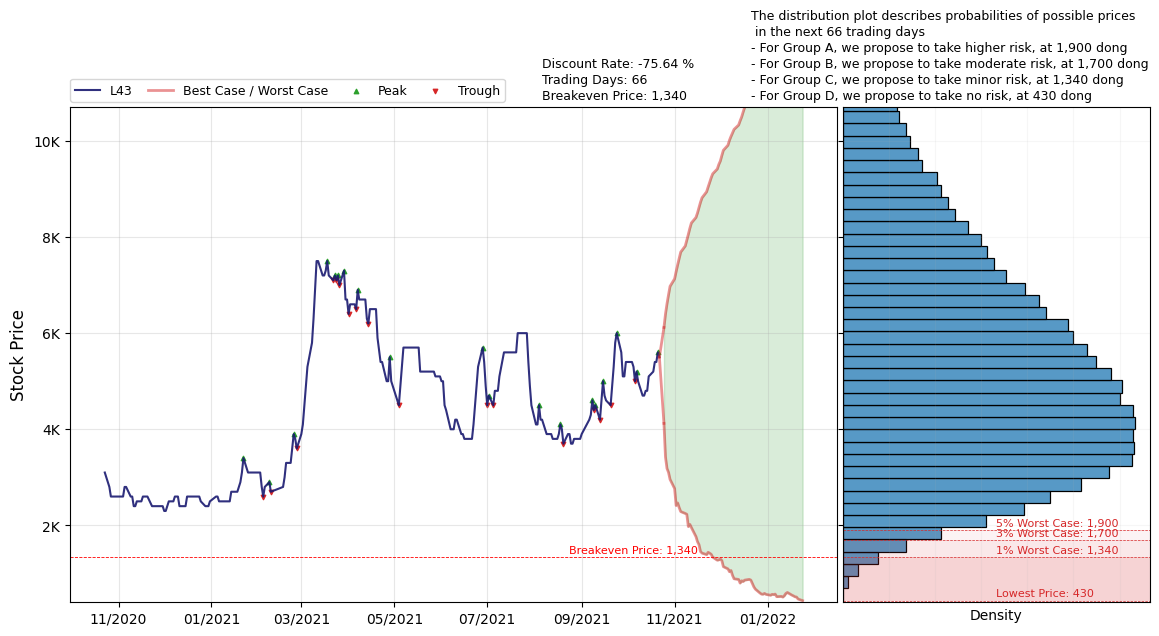 The distribution plot describes probabilities of possible prices
in the next 66 trading days
- For Group A, we propose to take higher risk, at 1,900 dong
- For Group B, we propose to take moderate risk, at 1,700 dong
- For Group C, we propose to take minor risk, at 1,340 dong
- For Group D, we propose to take no risk, at 430 dong
Discount Rate: -75.64 %
Trading Days: 66
Breakeven Price: 1,340
L43
Best Case / Worst Case
Peak
Trough
Stock Price
10K
8K
6K
4K
2K
Breakeven Price: 1,340
11/2020
01/2021
03/2021
05/2021
07/2021
09/2021
11/2021
01/2022
5% Worst Case: 1,900
3% Worst Case: 1,700
1% Worst Case: 1,340
Lowest Price: 430
Density